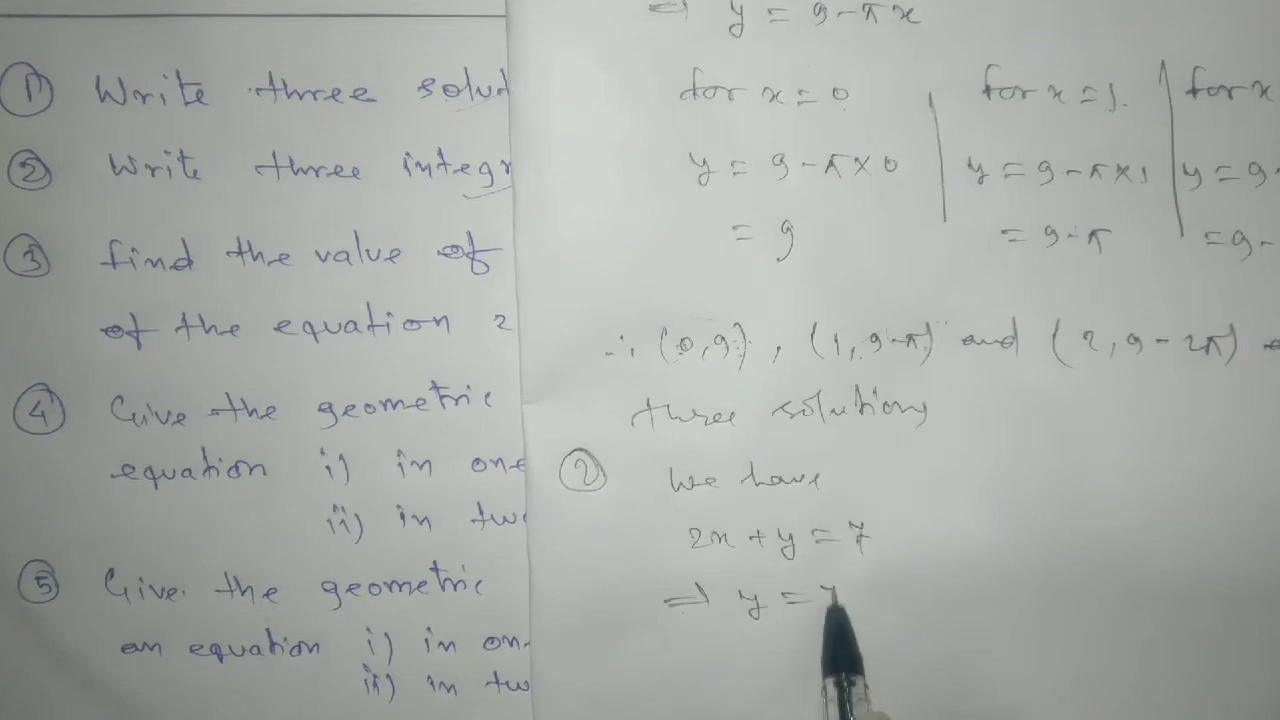 ① Write three solut
② Write three integr
③ find the value of
of the equation 2
④ Give the geometric
equation i) in one
ii) in two
⑤ Give the geometric
an equation i) in on
ii) in two
⇒ y = 9 - πx
for x = 0 for x = 1 for x
y = 9 - π×0 y = 9 - π×1 y = 9 -
= 9 = 9 - π = 9 -
∴ (0,9), (1, 9-π) and (2, 9-2π)
three solutions
② We have
2x + y = 7
⇒ y = 7